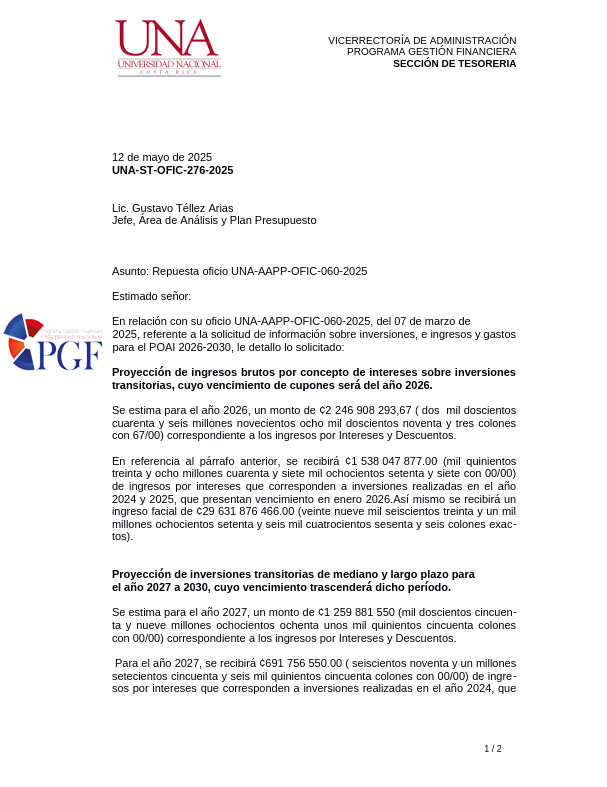 UNA
UNIVERSIDAD NACIONAL
COSTA RICA
VICERRECTORÍA DE ADMINISTRACIÓN
PROGRAMA GESTIÓN FINANCIERA
SECCIÓN DE TESORERIA
12 de mayo de 2025
UNA-ST-OFIC-276-2025
Lic. Gustavo Téllez Arias
Jefe, Área de Análisis y Plan Presupuesto
Asunto: Repuesta oficio UNA-AAPP-OFIC-060-2025
Estimado señor:
Programa Gestión Financiera
UNIVERSIDAD NACIONAL
PGF
En relación con su oficio UNA-AAPP-OFIC-060-2025, del 07 de marzo de
2025, referente a la solicitud de información sobre inversiones, e ingresos y gastos
para el POAI 2026-2030, le detallo lo solicitado:
Proyección de ingresos brutos por concepto de intereses sobre inversiones
transitorias, cuyo vencimiento de cupones será del año 2026.
Se estima para el año 2026, un monto de ¢2 246 908 293,67 ( dos  mil doscientos
cuarenta y seis millones novecientos ocho mil doscientos noventa y tres colones
con 67/00) correspondiente a los ingresos por Intereses y Descuentos.
En referencia al párrafo anterior, se recibirá ¢1 538 047 877.00 (mil quinientos
treinta y ocho millones cuarenta y siete mil ochocientos setenta y siete con 00/00)
de ingresos por intereses que corresponden a inversiones realizadas en el año
2024 y 2025, que presentan vencimiento en enero 2026.Así mismo se recibirá un
ingreso facial de ¢29 631 876 466.00 (veinte nueve mil seiscientos treinta y un mil
millones ochocientos setenta y seis mil cuatrocientos sesenta y seis colones exac-
tos).
Proyección de inversiones transitorias de mediano y largo plazo para
el año 2027 a 2030, cuyo vencimiento trascenderá dicho período.
Se estima para el año 2027, un monto de ¢1 259 881 550 (mil doscientos cincuen-
ta y nueve millones ochocientos ochenta unos mil quinientos cincuenta colones
con 00/00) correspondiente a los ingresos por Intereses y Descuentos.
Para el año 2027, se recibirá ¢691 756 550.00 ( seiscientos noventa y un millones
setecientos cincuenta y seis mil quinientos cincuenta colones con 00/00) de ingre-
sos por intereses que corresponden a inversiones realizadas en el año 2024, que
1 / 2